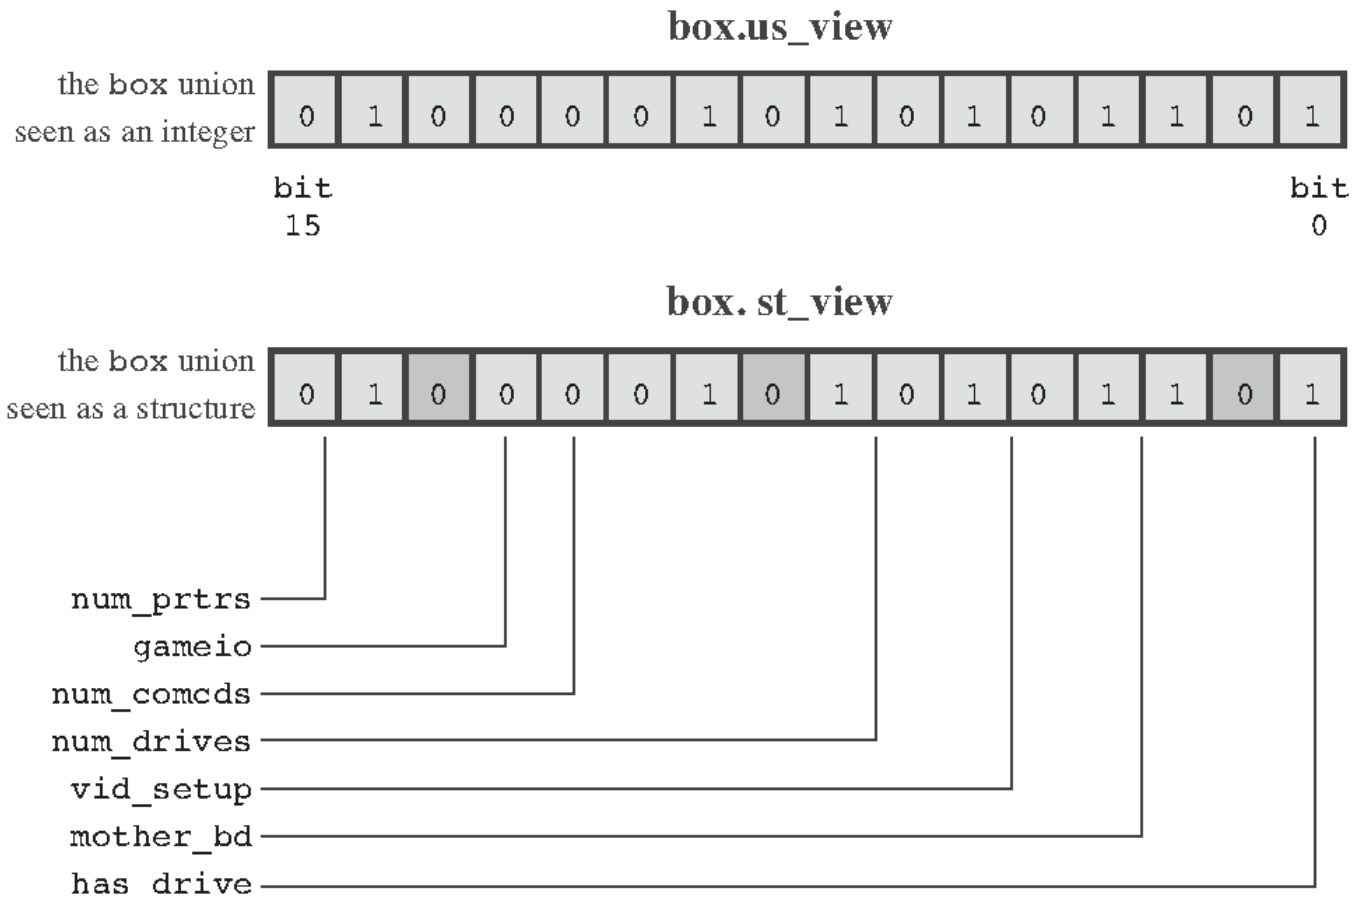 box.us_view
the box union
seen as an integer
0 1 0 0 0 0 1 0 1 0 1 0 1 1 0 1
bit bit
15 0
box. st_view
the box union
seen as a structure
0 1 0 0 0 0 1 0 1 0 1 0 1 1 0 1
num_prtrs
gameio
num_comcds
num_drives
vid_setup
mother_bd
has drive